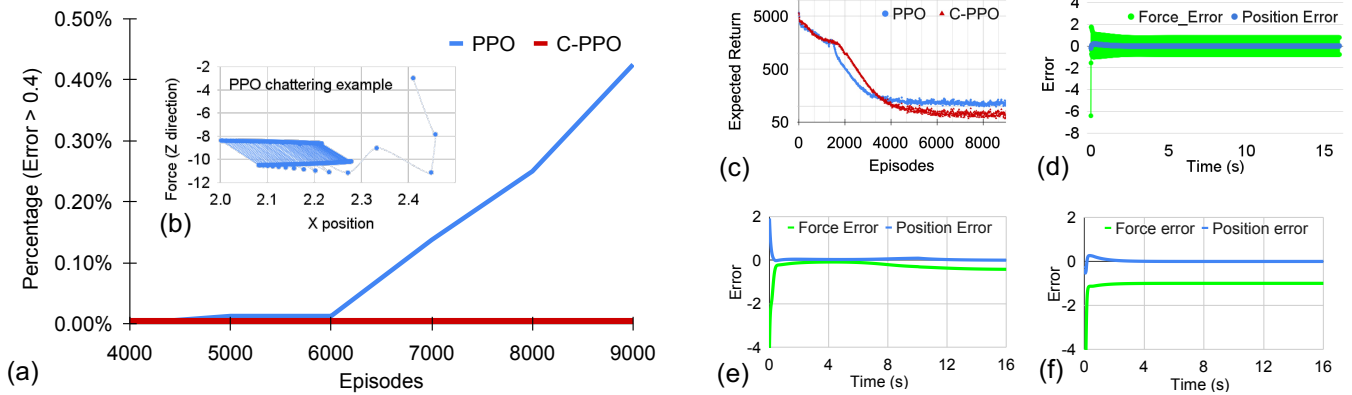 0.50%
0.40%
0.30%
0.20%
0.10%
0.00%
Percentage (Error > 0.4)
4000 5000 6000 7000 8000 9000
Episodes
PPO C-PPO
(a)
PPO chattering example
-2
-4
-6
-8
-10
-12
Force (Z direction)
2.0 2.1 2.2 2.3 2.4
X position
(b)
PPO C-PPO
5000
500
50
Expected Return
0 2000 4000 6000 8000
Episodes
(c)
Force_Error Position Error
4
2
0
-2
-4
-6
-8
Error
0 5 10 15
Time (s)
(d)
Force Error Position Error
2
0
-2
-4
Error
0 4 8 12 16
Time (s)
(e)
Force error Position error
2
0
-2
-4
Error
0 4 8 12 16
Time (s)
(f)